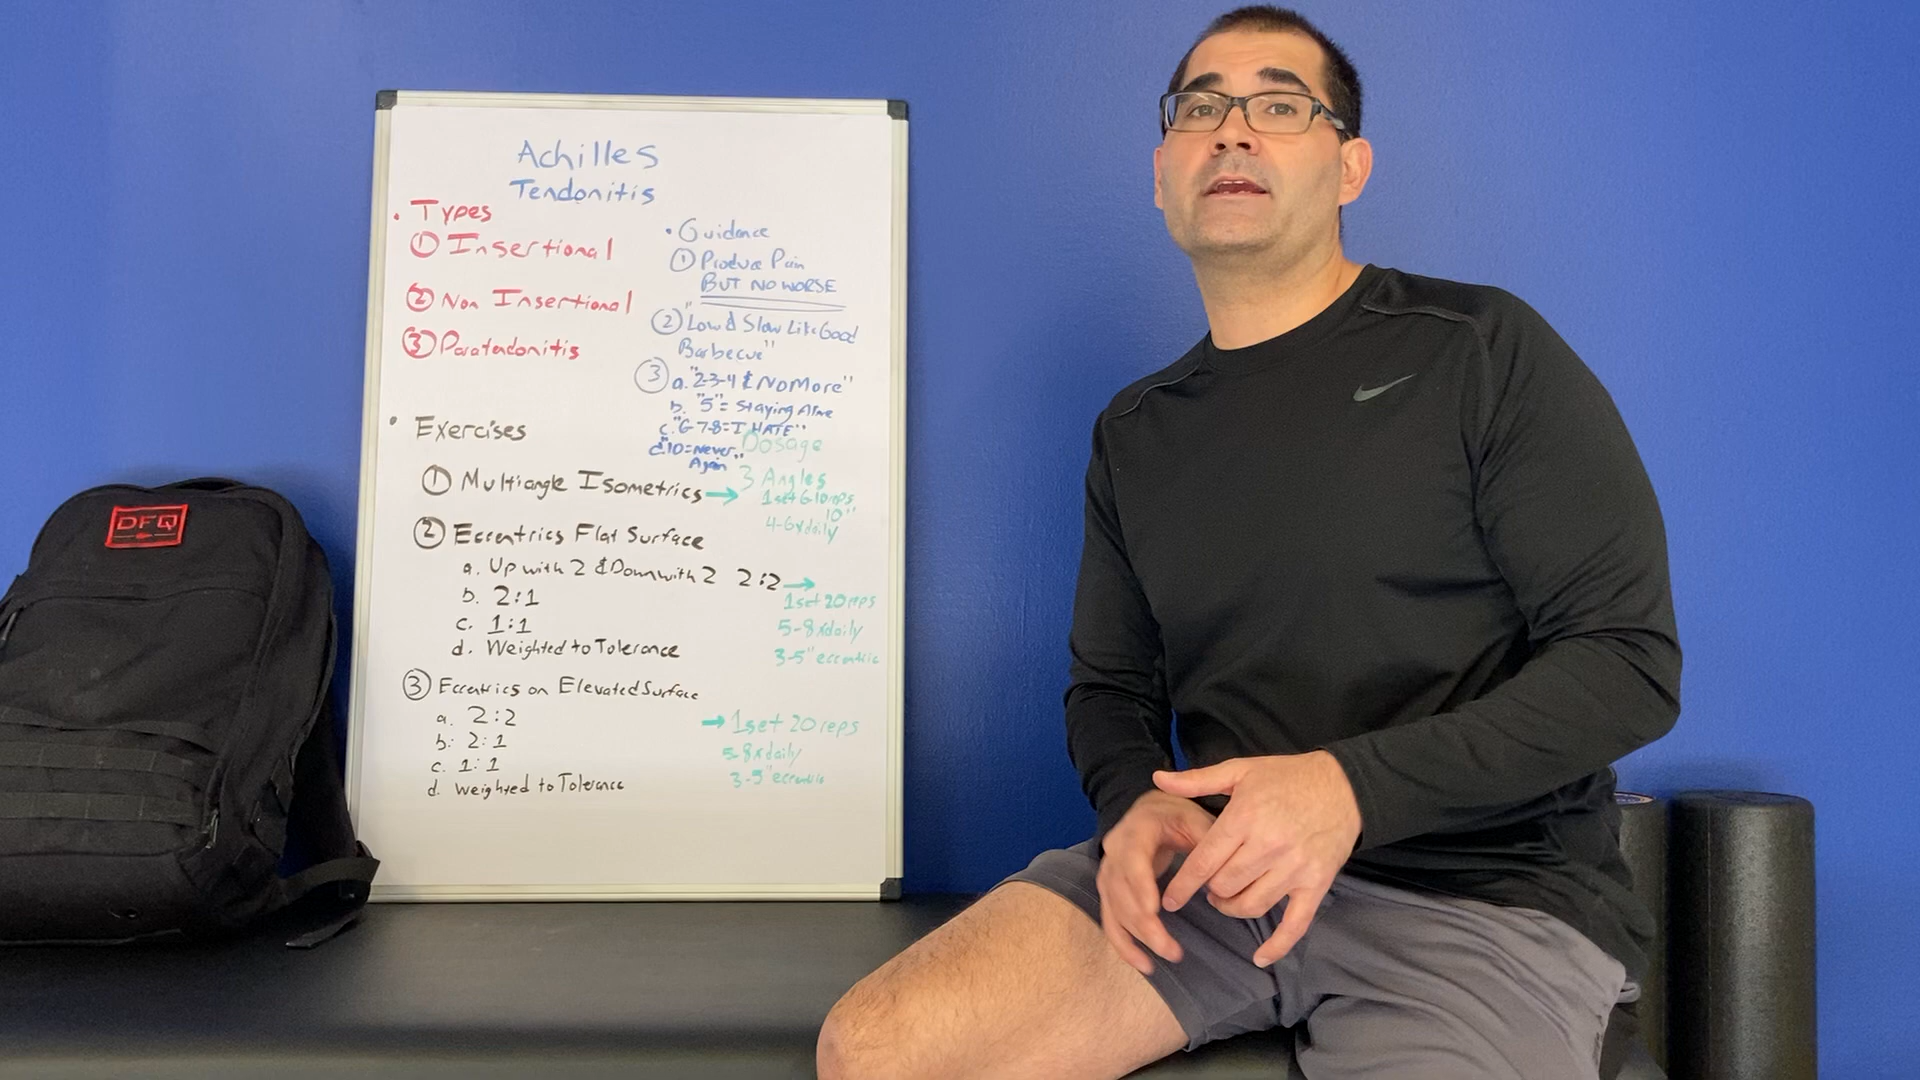 Achilles
Tendonitis
• Types
① Insertional
② Non Insertional
③ Paratendonitis
• Guidance
① Produce Pain
BUT NO WORSE
② "Low & Slow Like Good
Barbecue"
③ a. "2-3-4 & No More"
b. "5" = Staying Alive
c. "6-7-8 = I HATE"
d. "10 = Never
Again"
• Exercises
Dosage
① Multiangle Isometrics → 3 Angles
1 set 6-10 reps
10"
4-6x daily
② Eccentrics Flat Surface
a. Up with 2 & Down with 2 2:2 →
b. 2:1
c. 1:1
d. Weighted to Tolerance
1 set 20 reps
5-8x daily
3-5" eccentric
③ Eccentrics on Elevated Surface
a. 2:2
b. 2:1
c. 1:1
d. Weighted to Tolerance
→ 1 set 20 reps
5-8x daily
3-5" eccentric
DFQ